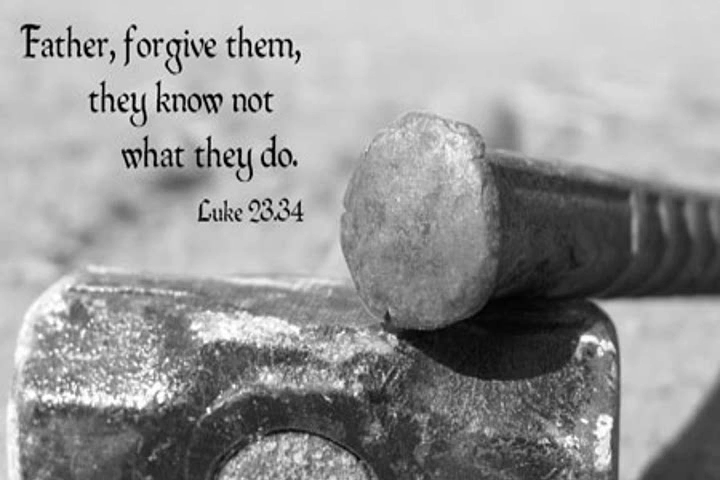 Father, forgive them,
they know not
what they do.
Luke 23.34